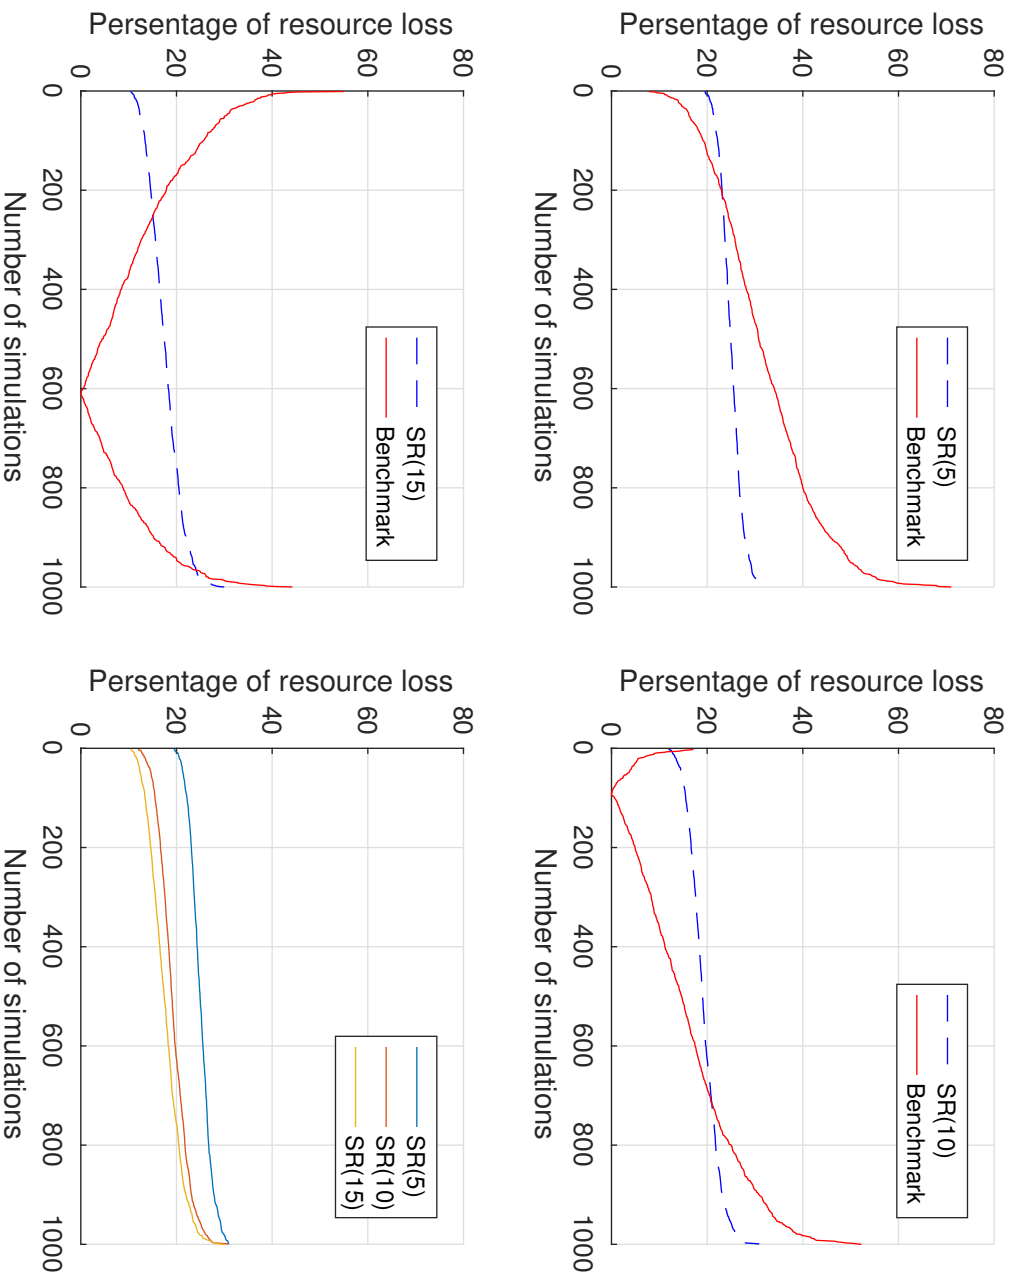 Persentage of resource loss
80
60
40
20
0
0 200 400 600 800 1000
Number of simulations
SR(5)
Benchmark
Persentage of resource loss
80
60
40
20
0
0 200 400 600 800 1000
Number of simulations
SR(10)
Benchmark
Persentage of resource loss
80
60
40
20
0
0 200 400 600 800 1000
Number of simulations
SR(15)
Benchmark
Persentage of resource loss
80
60
40
20
0
0 200 400 600 800 1000
Number of simulations
SR(5)
SR(10)
SR(15)